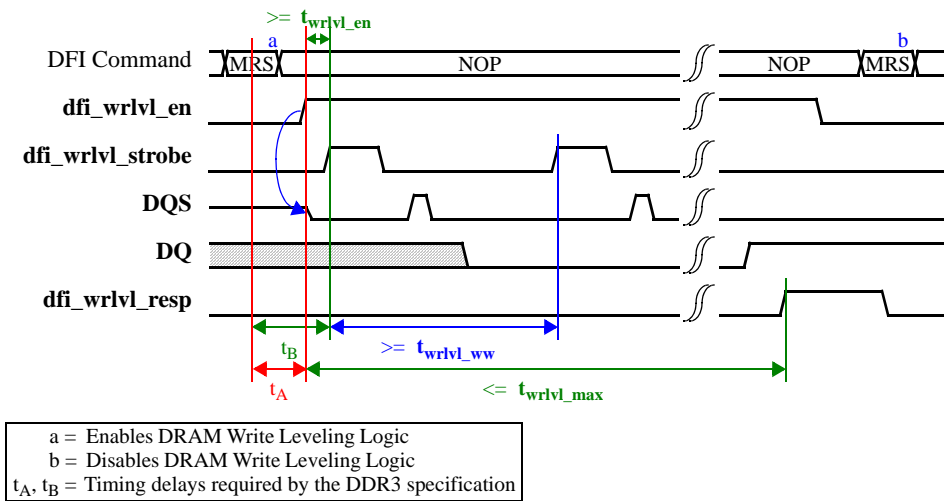 >= twrlvl_en
a
b
DFI Command
MRS
NOP
NOP
MRS
dfi_wrlvl_en
dfi_wrlvl_strobe
DQS
DQ
dfi_wrlvl_resp
tB
>= twrlvl_ww
tA
<= twrlvl_max
a = Enables DRAM Write Leveling Logic
b = Disables DRAM Write Leveling Logic
tA, tB = Timing delays required by the DDR3 specification